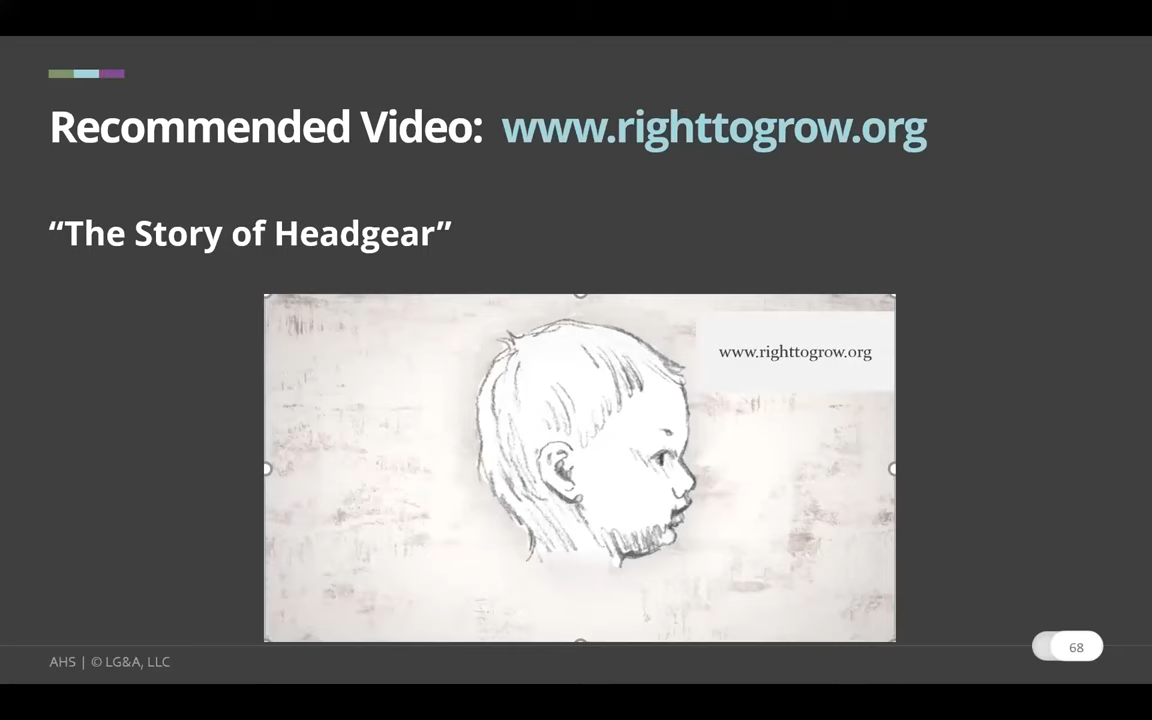 Recommended Video: www.righttogrow.org
“The Story of Headgear”
www.righttogrow.org
AHS | © LG&A, LLC
68